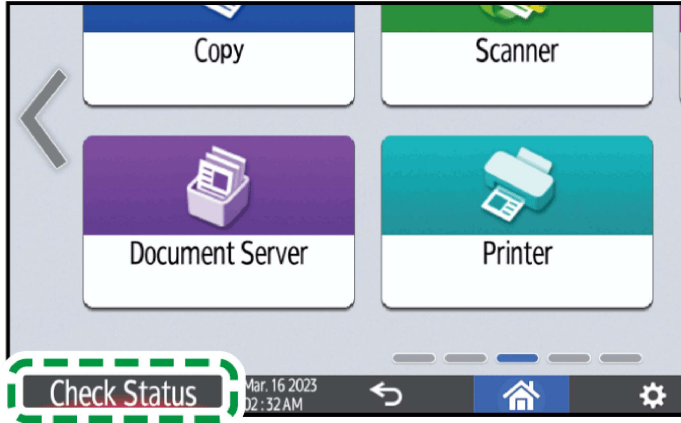 Copy
Scanner
Document Server
Printer
Check Status
Mar. 16 2023
02:32 AM